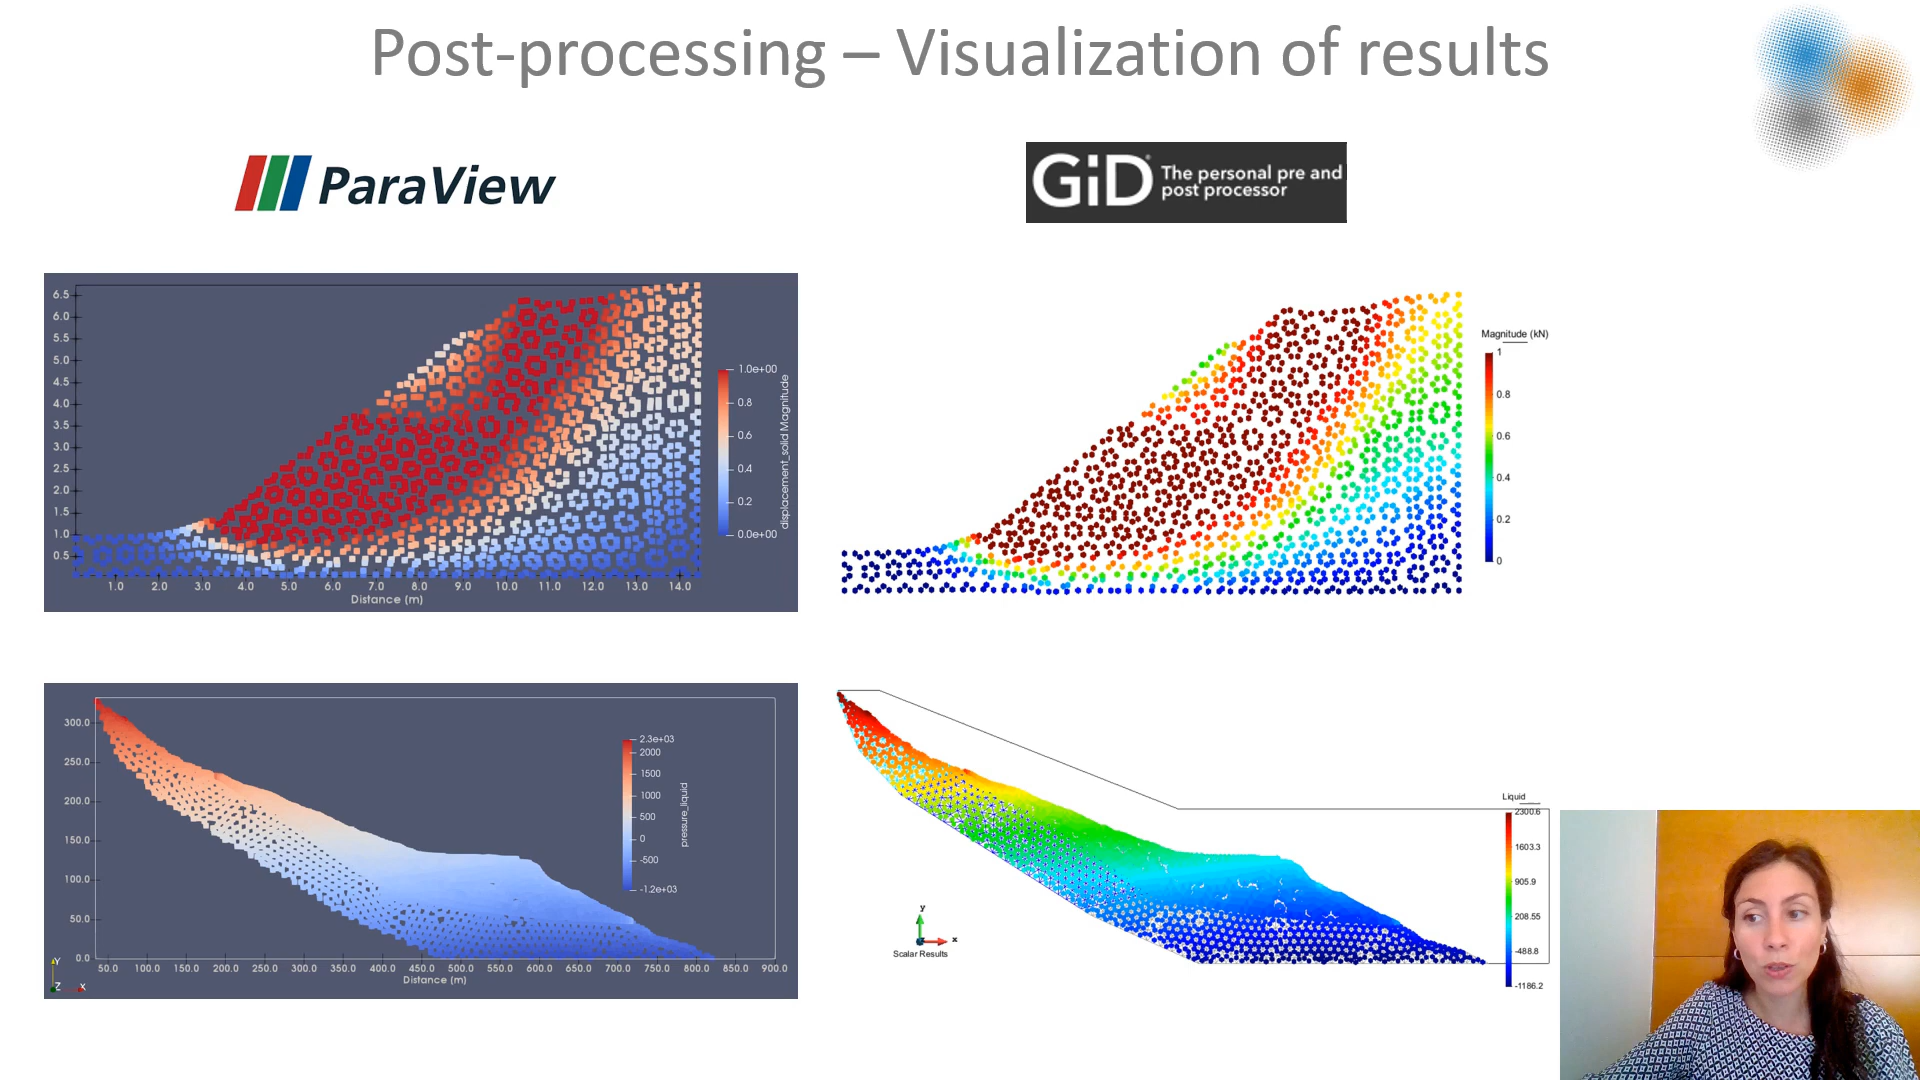 Post-processing – Visualization of results
ParaView
GiD
The personal pre and
post processor
6.5
6.0
5.5
5.0
4.5
4.0
3.5
3.0
2.5
2.0
1.5
1.0
0.5
1.0 2.0 3.0 4.0 5.0 6.0 7.0 8.0 9.0 10.0 11.0 12.0 13.0 14.0
Distance (m)
1.0e+00
0.8
0.6
0.4
0.2
0.0e+00
displacement_solid Magnitude
Magnitude (kN)
1
0.8
0.6
0.4
0.2
0
300.0
250.0
200.0
150.0
100.0
50.0
0.0
50.0 100.0 150.0 200.0 250.0 300.0 350.0 400.0 450.0 500.0 550.0 600.0 650.0 700.0 750.0 800.0 850.0 900.0
Distance (m)
Y
Z X
2.3e+03
2000
1500
1000
500
0
-500
-1.2e+03
pressure_liquid
y
x
Scalar Results
Liquid
2300.6
1603.3
905.9
208.55
-488.8
-1186.2